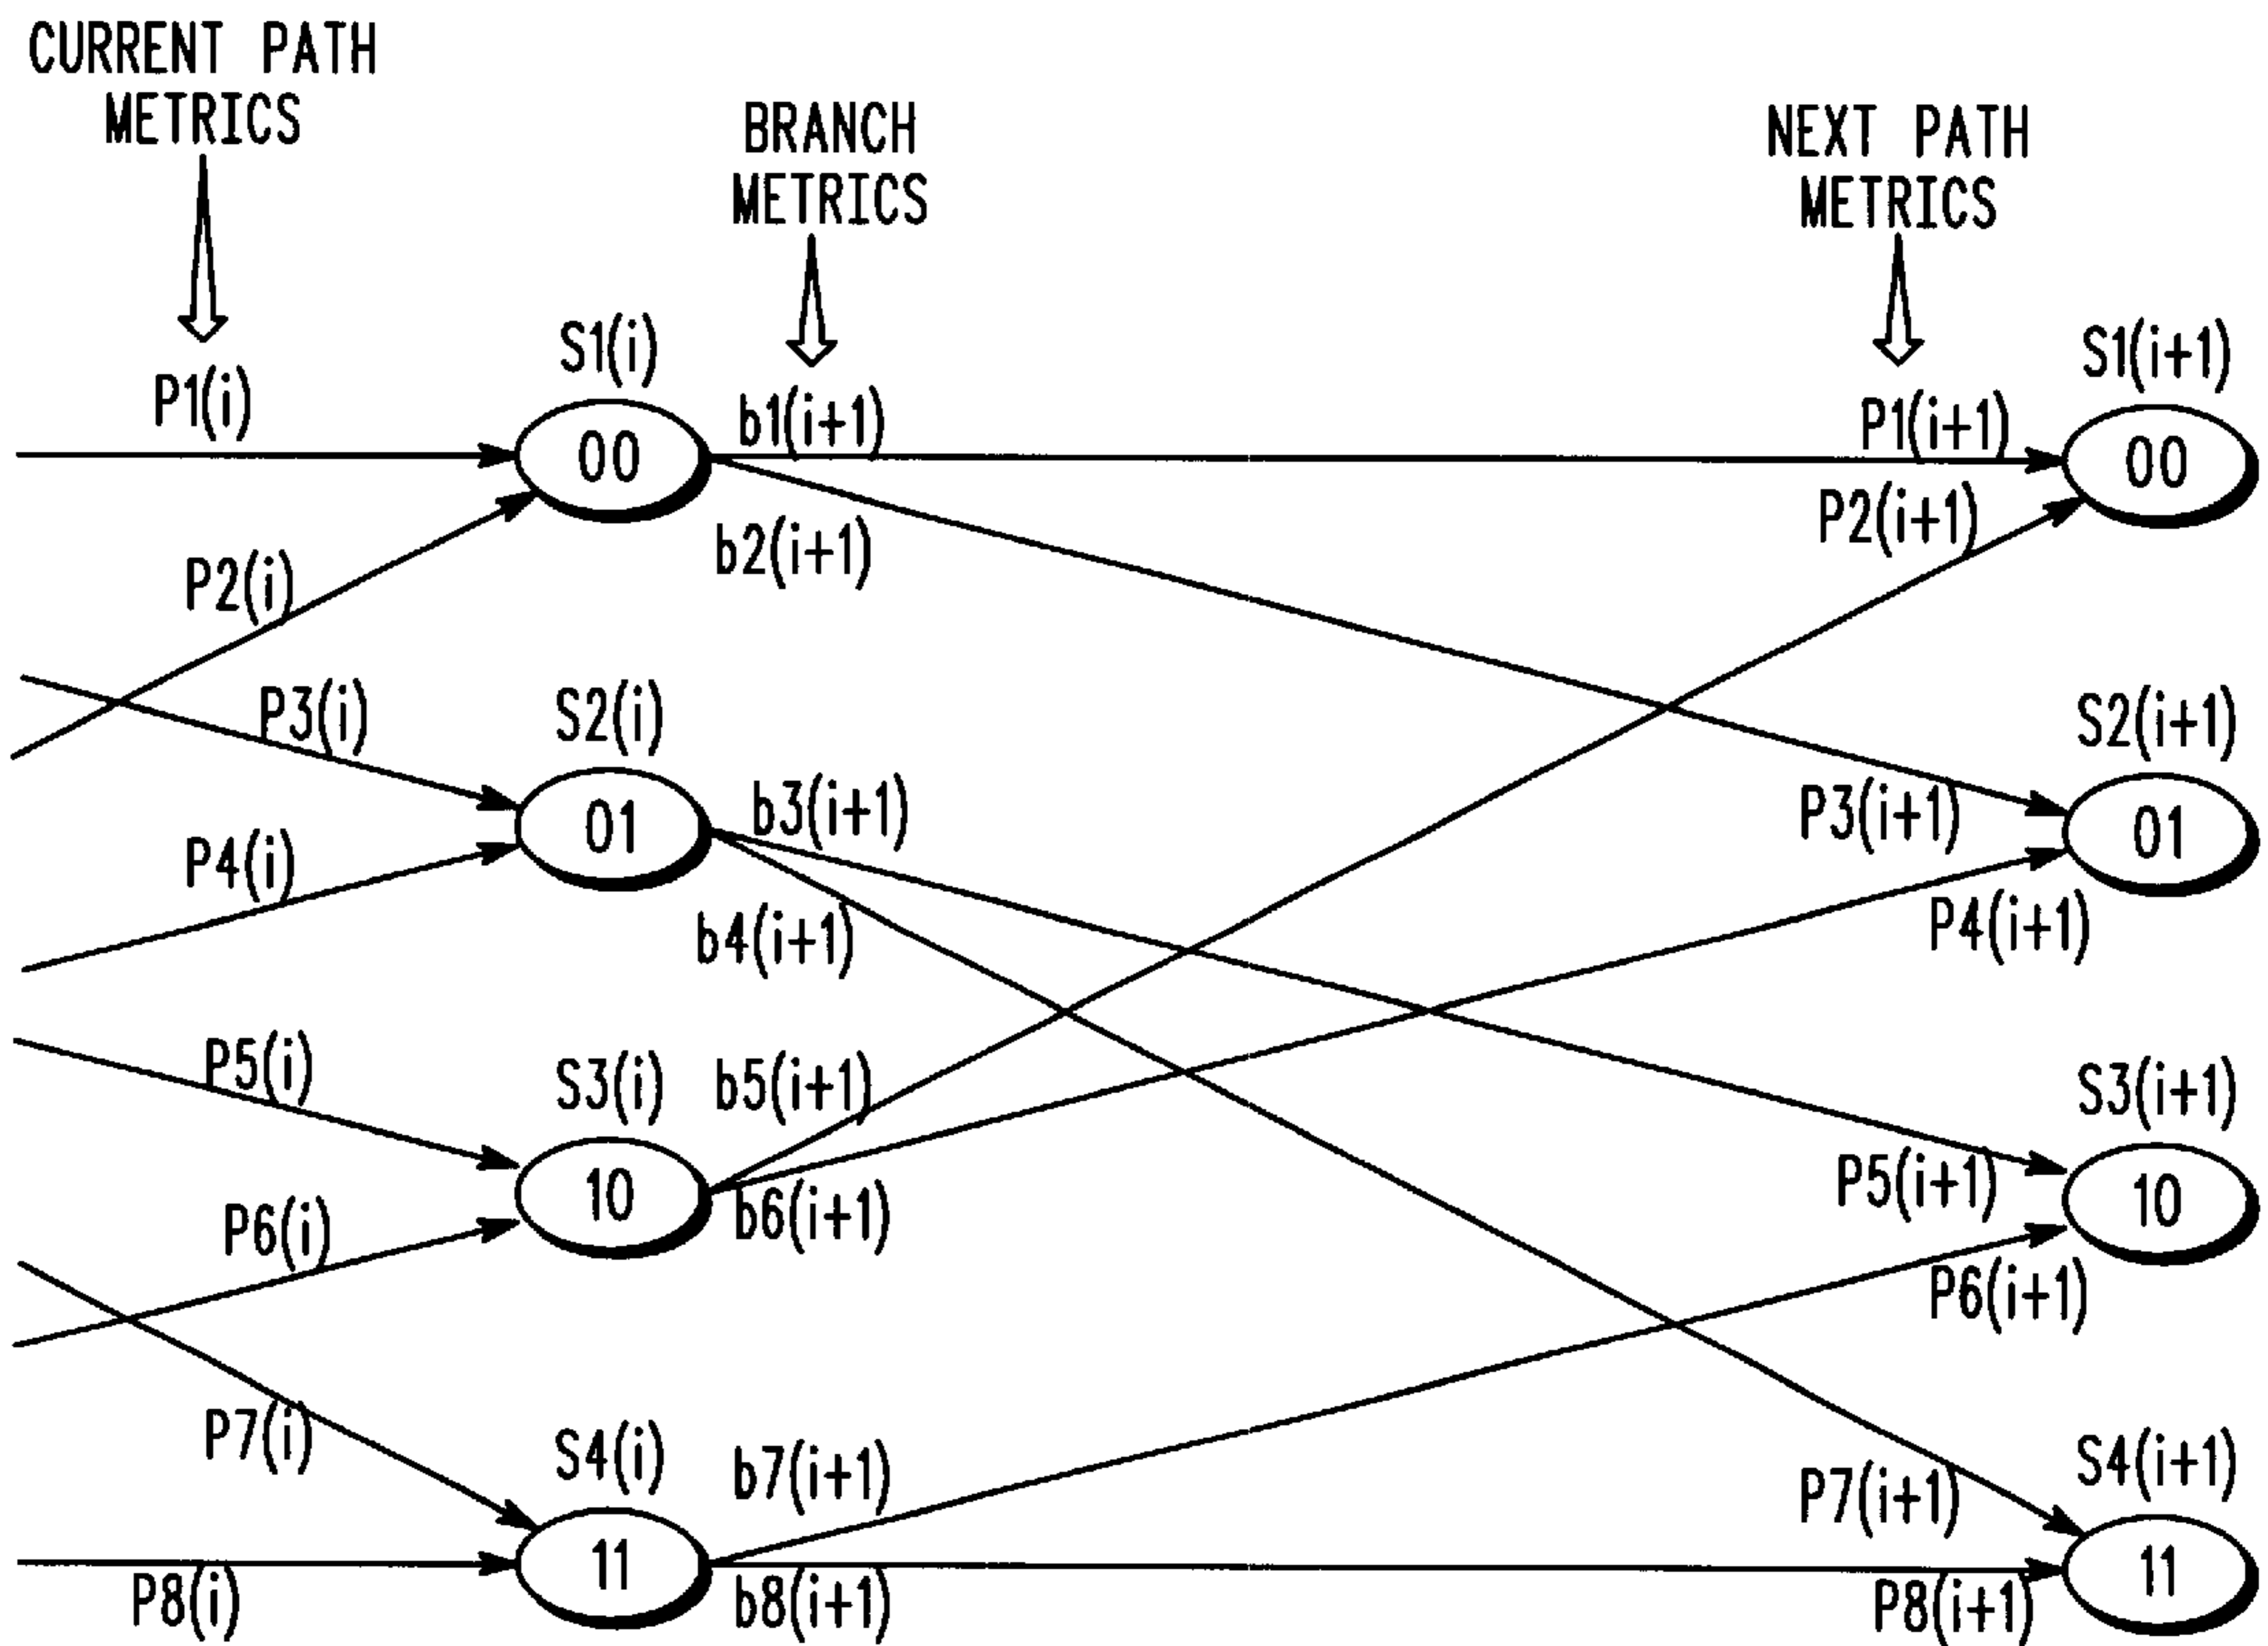 CURRENT PATH
METRICS
BRANCH
METRICS
NEXT PATH
METRICS
S1(i)
S1(i+1)
P1(i)
b1(i+1)
P1(i+1)
00
00
P2(i+1)
b2(i+1)
P2(i)
P3(i)
S2(i)
S2(i+1)
b3(i+1)
P3(i+1)
01
01
P4(i)
b4(i+1)
P4(i+1)
P5(i)
S3(i)
b5(i+1)
S3(i+1)
P5(i+1)
10
10
P6(i)
b6(i+1)
P6(i+1)
P7(i)
S4(i)
S4(i+1)
b7(i+1)
P7(i+1)
11
11
P8(i)
b8(i+1)
P8(i+1)